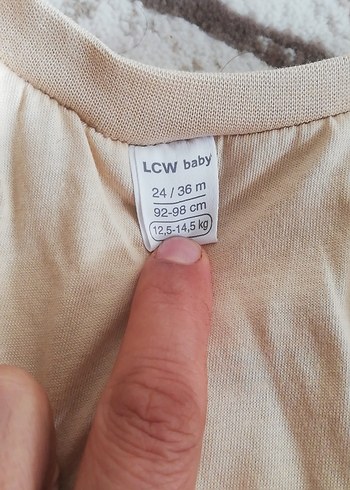 LCW baby
24 / 36 m
92-98 cm
12,5-14,5 kg